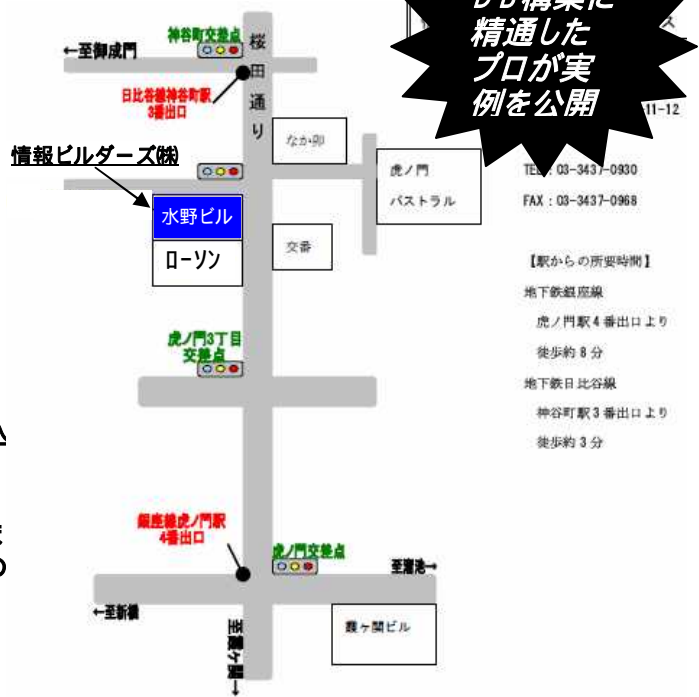 DB構築に
精通した
プロが実
例を公開
ス
11-12
TEL : 03-3437-0930
FAX : 03-3437-0968
【駅からの所要時間】
地下鉄銀座線
虎ノ門駅4番出口より
徒歩約8分
地下鉄日比谷線
神谷町駅3番出口より
徒歩約3分
神谷町交差点
←至御成門
桜田通り
日比谷線神谷町駅
3番出口
なか卯
情報ビルダーズ㈱
虎ノ門
パストラル
水野ビル
ローソン
交番
虎ノ門3丁目
交差点
銀座線虎ノ門駅
4番出口
虎ノ門交差点
至溜池→
←至新橋
霞ヶ関ビル
至霞ヶ関→
の